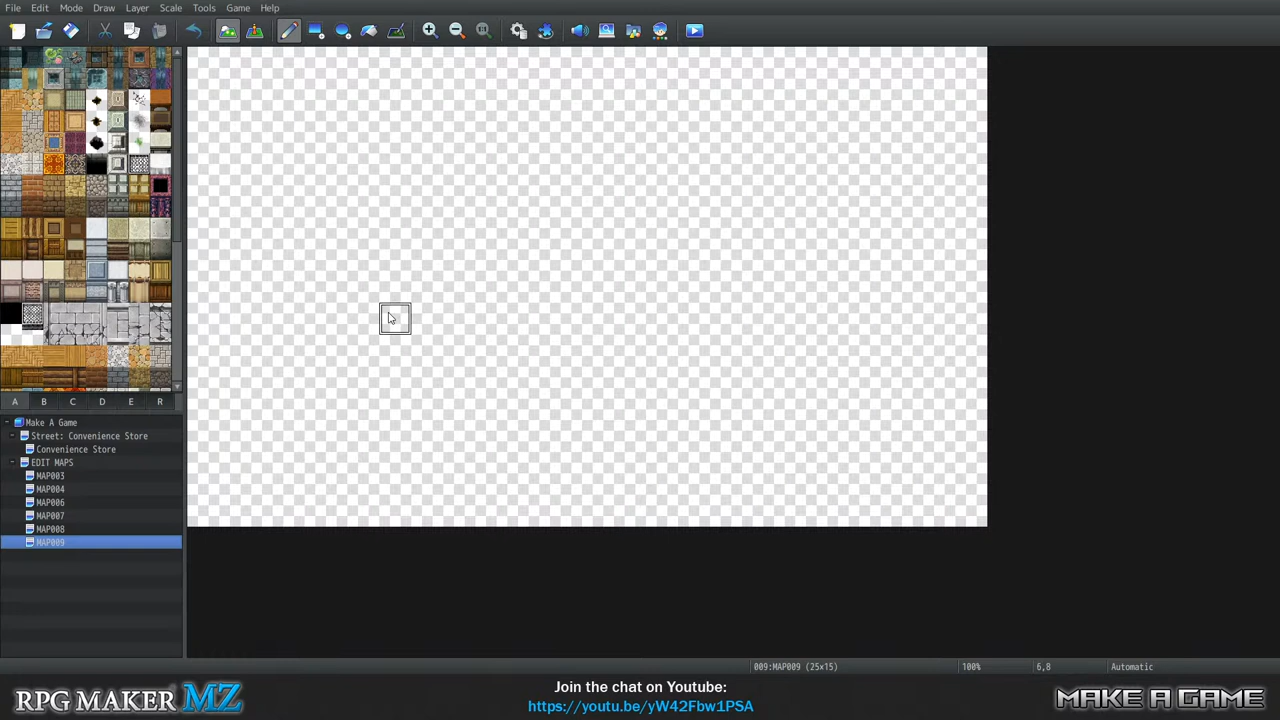 File Edit Mode Draw Layer Scale Tools Game Help
A B C D E R
Make A Game
Street: Convenience Store
Convenience Store
EDIT MAPS
MAP003
MAP004
MAP006
MAP007
MAP008
MAP009
009:MAP009 (25x15) 100% 6,8 Automatic
RPG MAKER MZ
Join the chat on Youtube:
https://youtu.be/yW42Fbw1PSA
MAKE A GAME